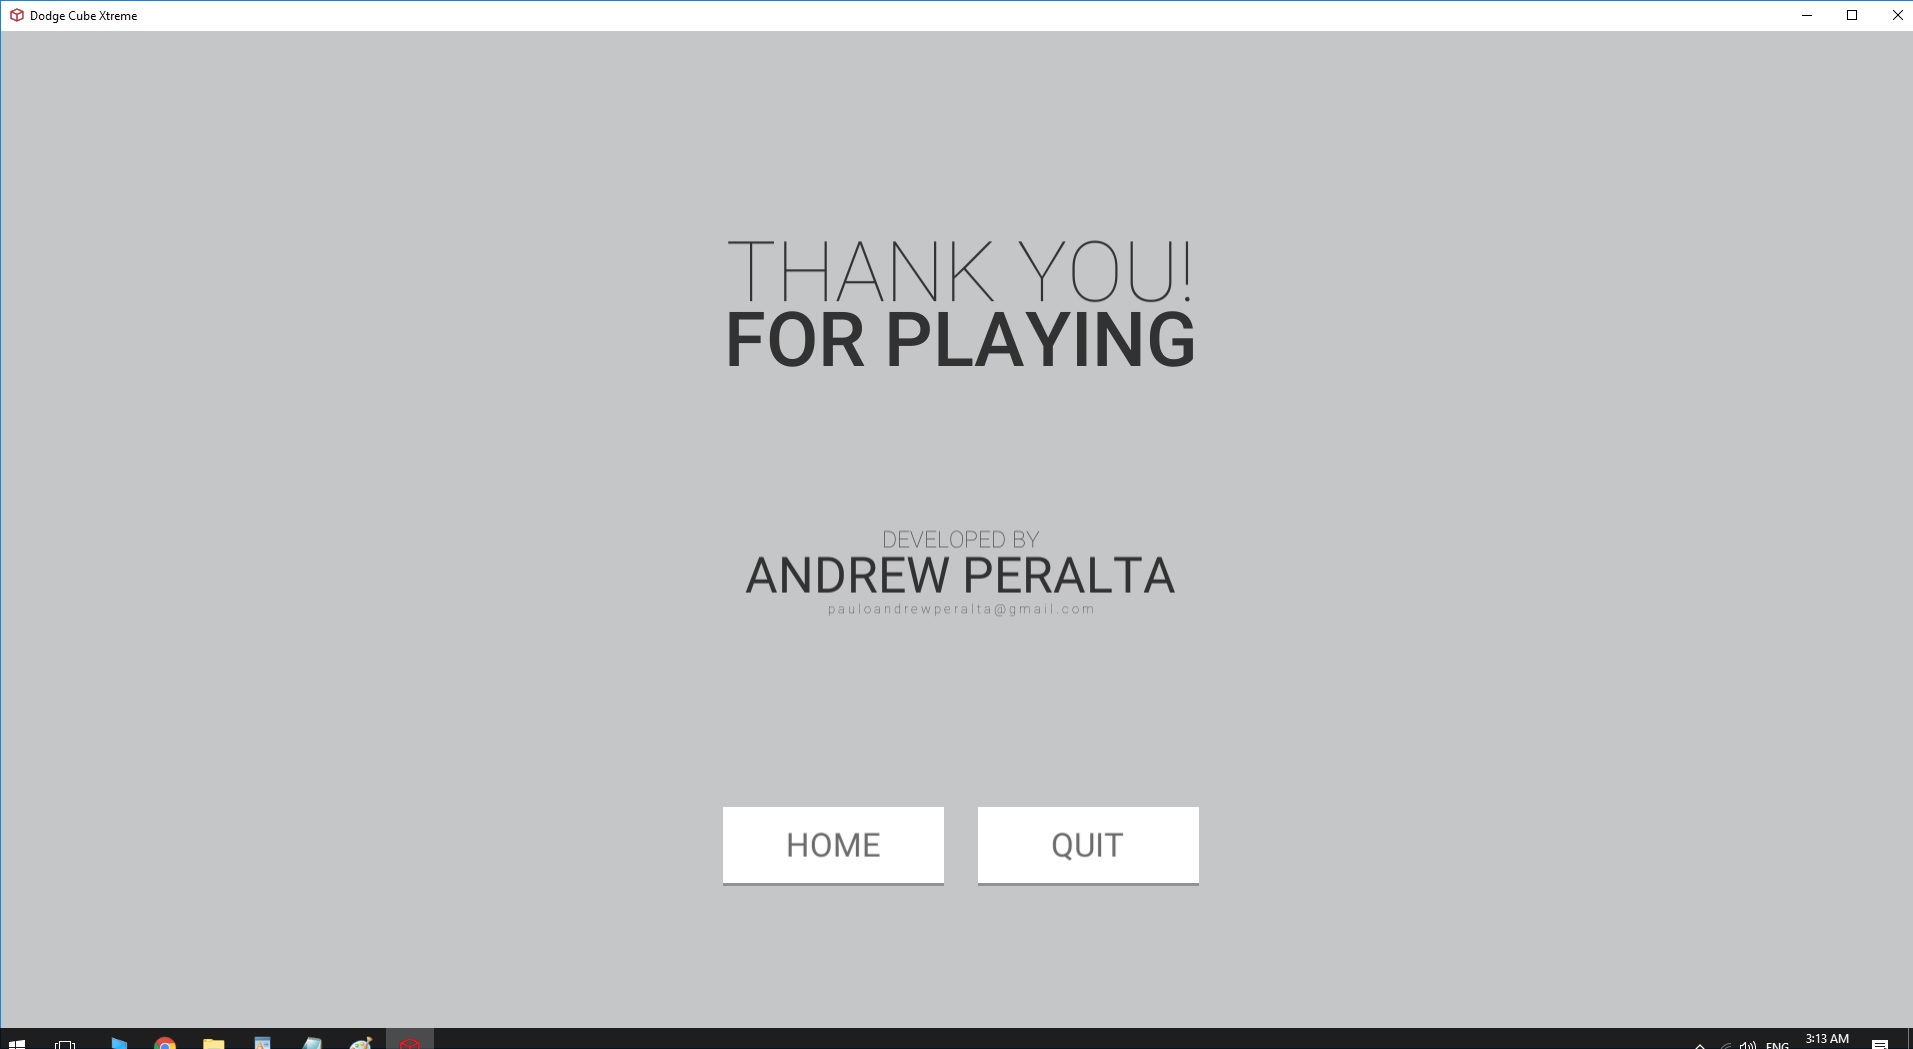 Dodge Cube Xtreme
THANK YOU!
FOR PLAYING
DEVELOPED BY
ANDREW PERALTA
pauloandrewperalta@gmail.com
HOME
QUIT
ENG
3:13 AM